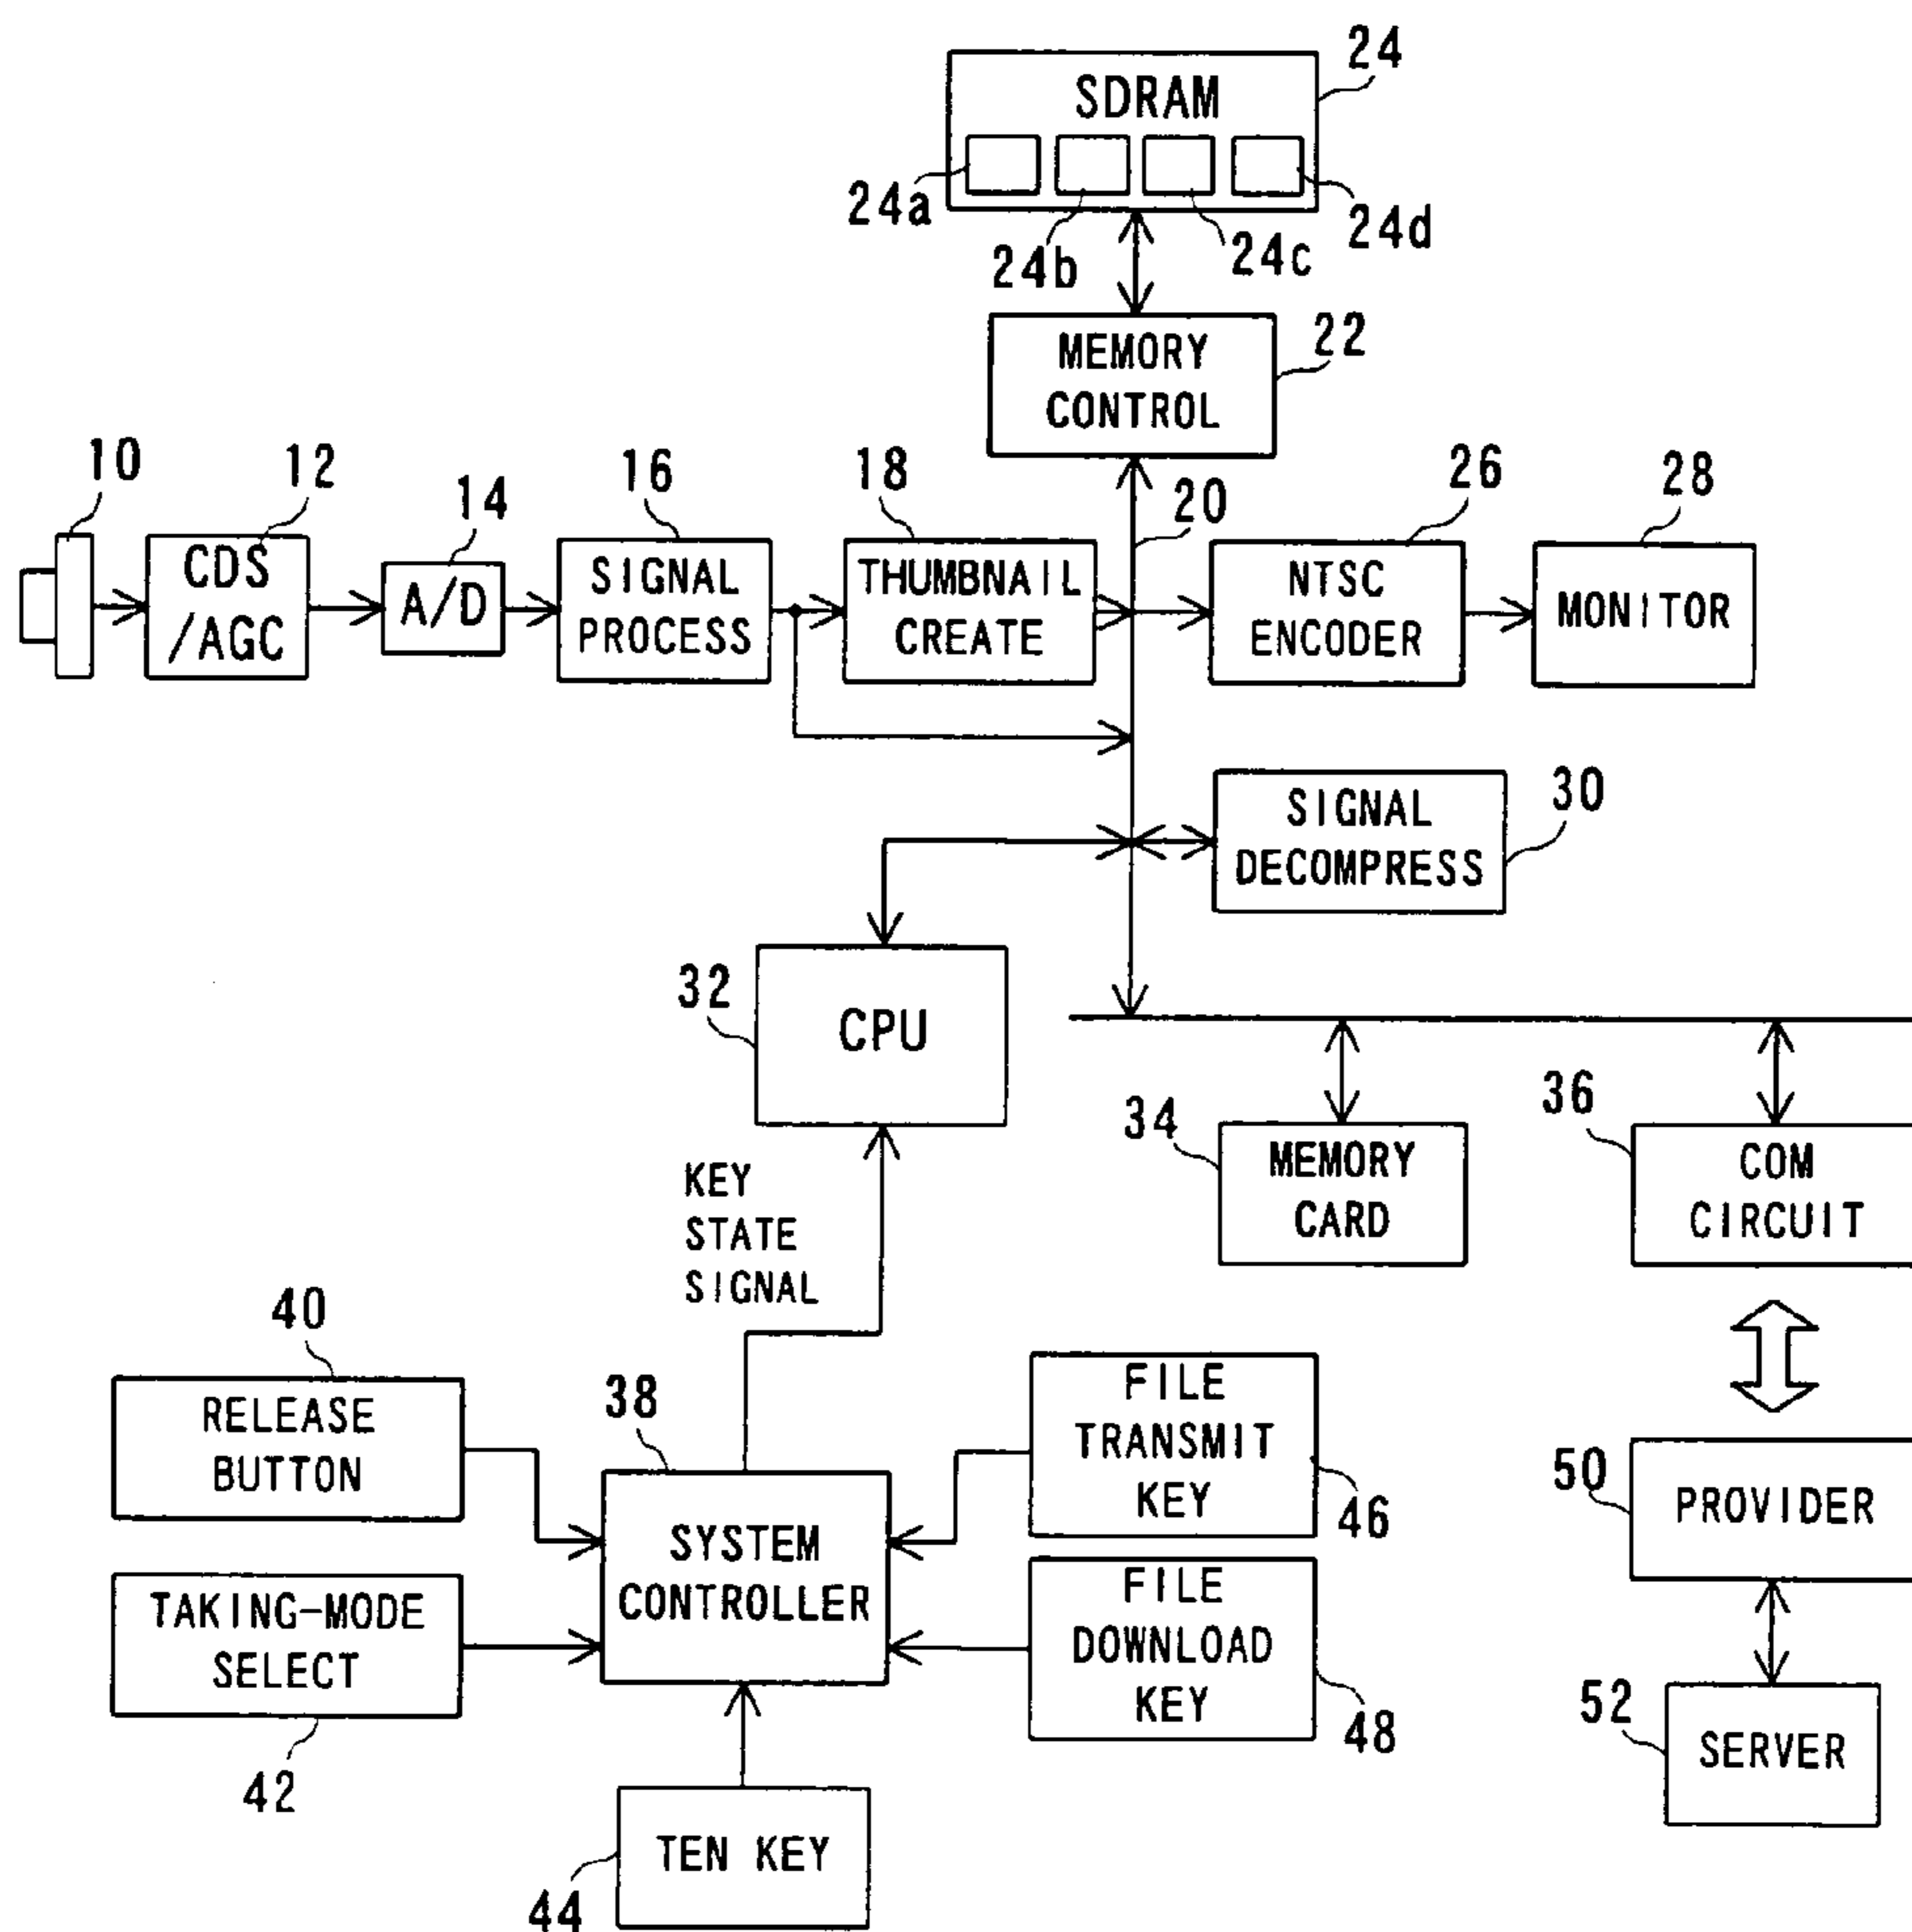 24
SDRAM
24a
24b
24c
24d
MEMORY
CONTROL
22
10
12
CDS
/AGC
14
A/D
16
SIGNAL
PROCESS
18
THUMBNAIL
CREATE
20
26
NTSC
ENCODER
28
MONITOR
SIGNAL
DECOMPRESS
30
32
CPU
34
MEMORY
CARD
36
COM
CIRCUIT
KEY
STATE
SIGNAL
40
RELEASE
BUTTON
38
SYSTEM
CONTROLLER
FILE
TRANSMIT
KEY
46
50
PROVIDER
TAKING-MODE
SELECT
42
FILE
DOWNLOAD
KEY
48
52
SERVER
TEN KEY
44